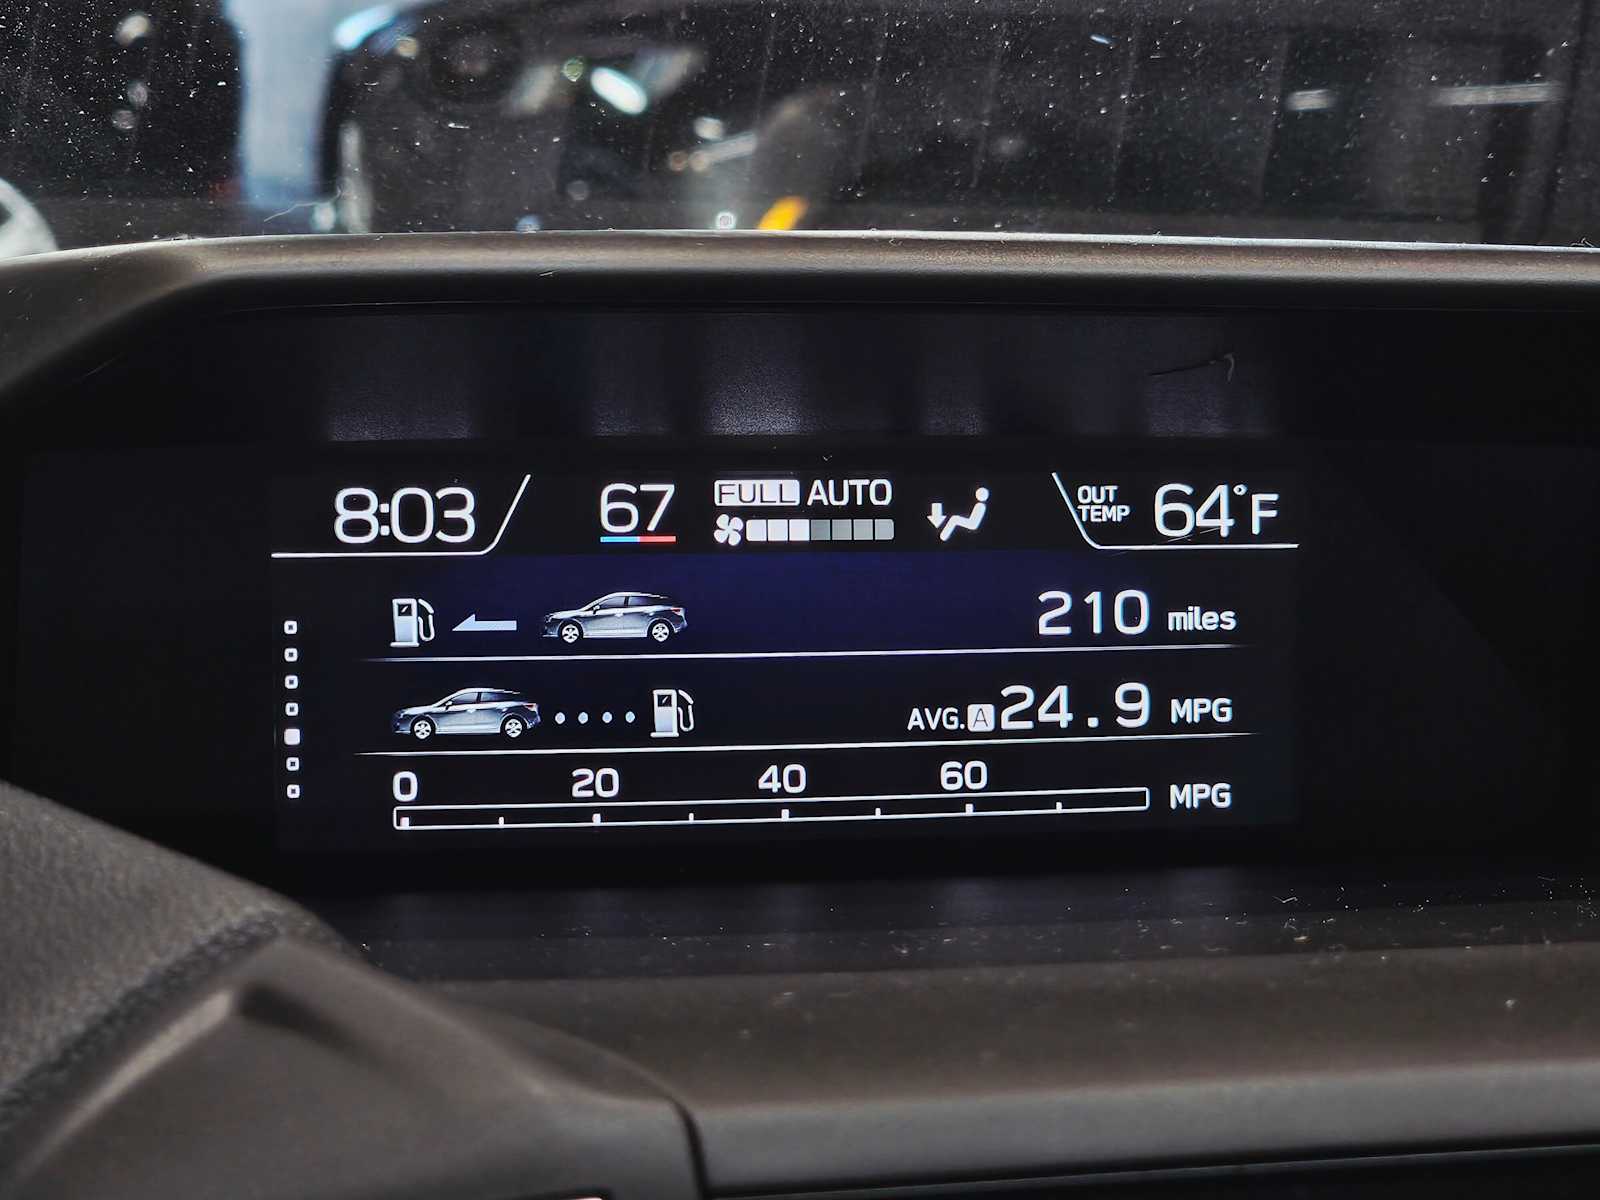 8:03 67 FULL AUTO OUT TEMP 64°F
210 miles
AVG. A 24.9 MPG
0 20 40 60
MPG